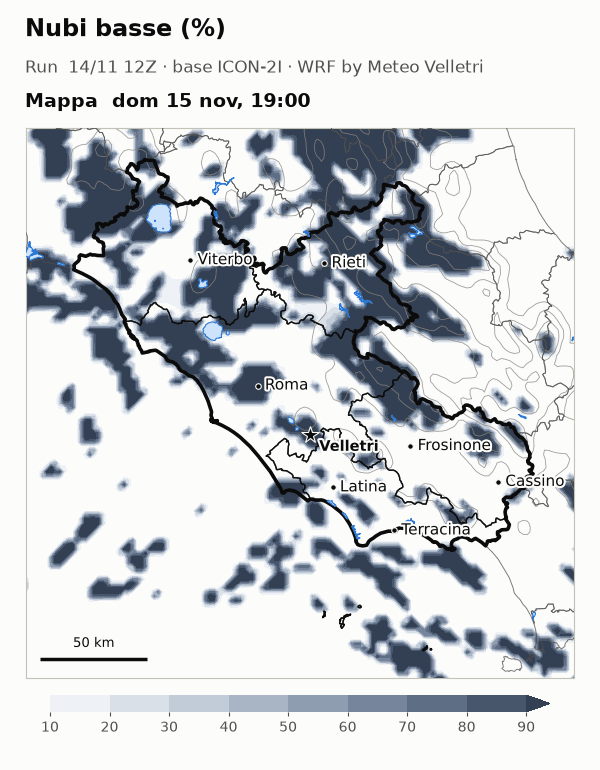 Nubi basse (%)
Run  14/11 12Z · base ICON-2I · WRF by Meteo Velletri
Mappa  dom 15 nov, 19:00
Viterbo
Rieti
Roma
Velletri
Frosinone
Latina
Cassino
Terracina
50 km
10 20 30 40 50 60 70 80 90